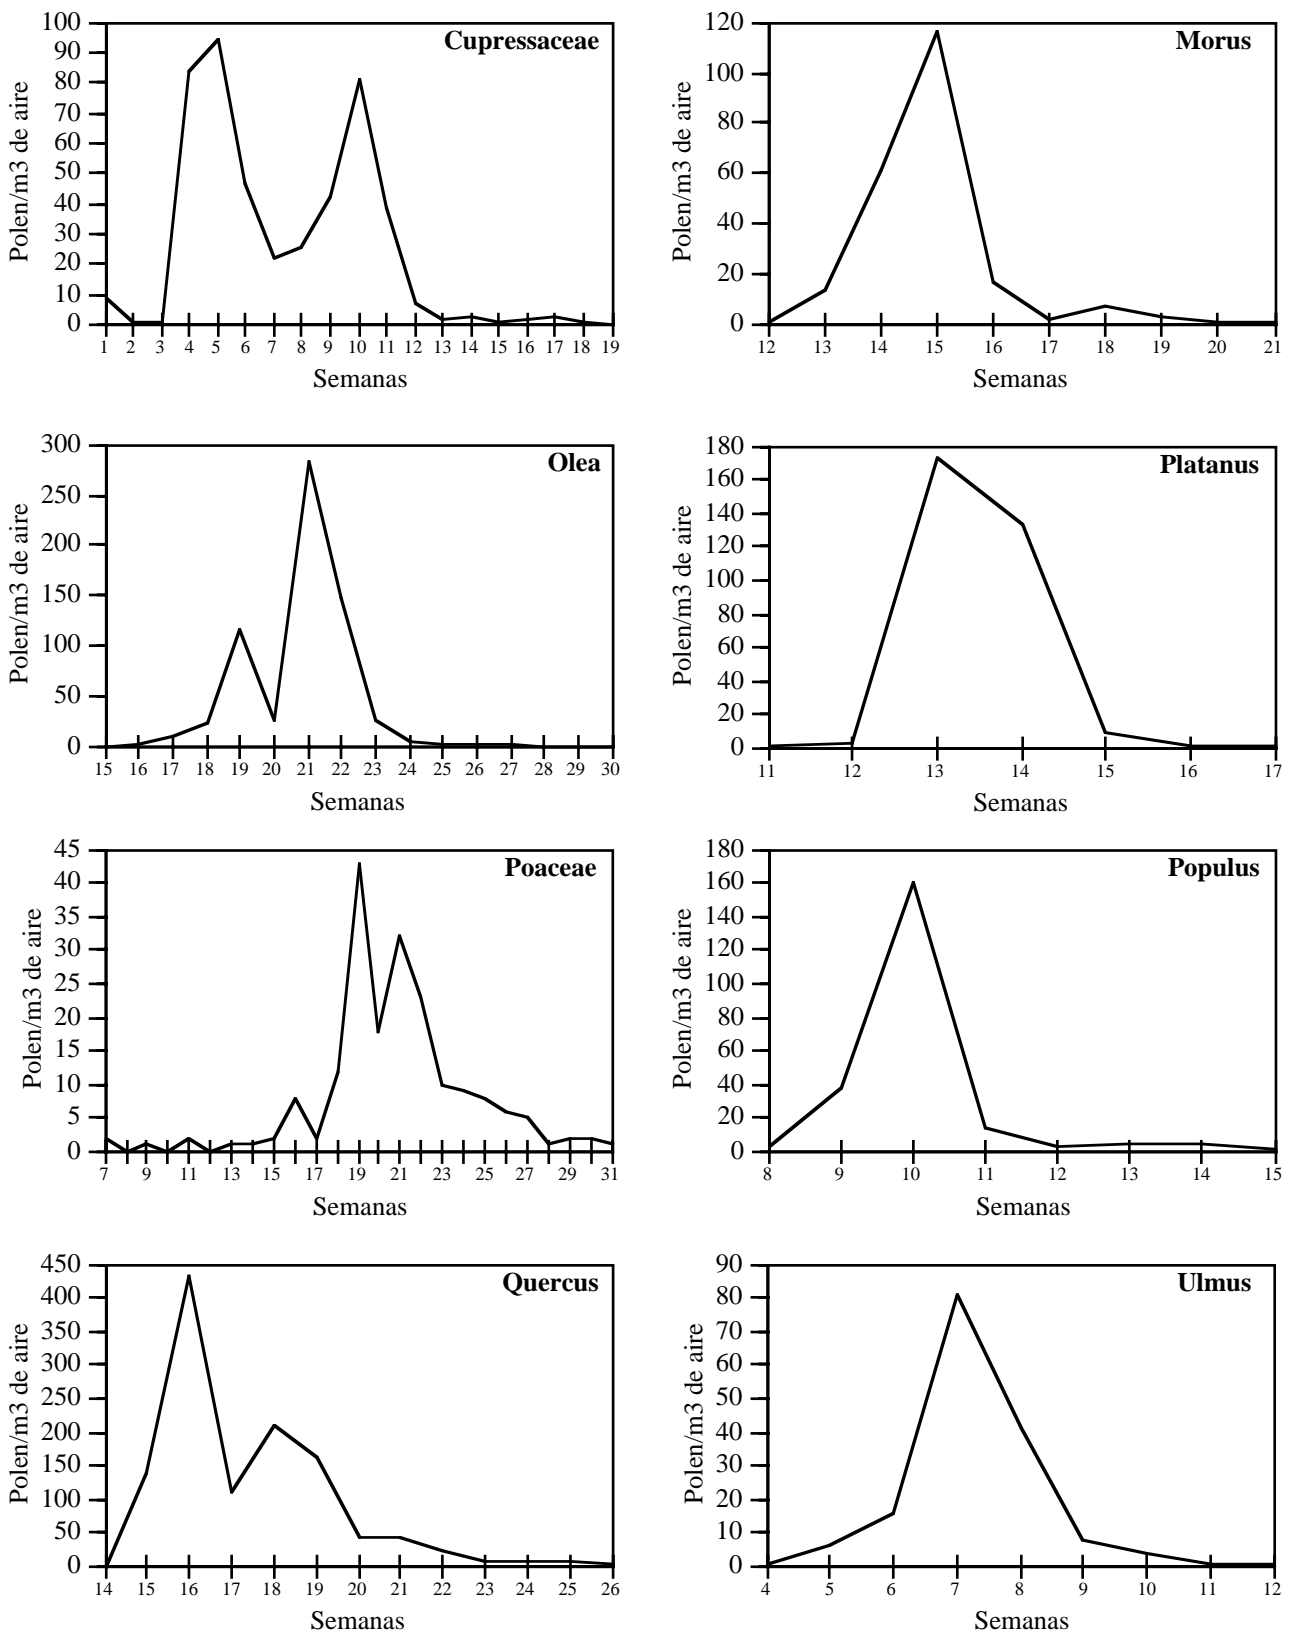 Cupressaceae
Polen/m3 de aire
100
90
80
70
60
50
40
30
20
10
0
1 2 3 4 5 6 7 8 9 10 11 12 13 14 15 16 17 18 19
Semanas
Morus
Polen/m3 de aire
120
100
80
60
40
20
0
12 13 14 15 16 17 18 19 20 21
Semanas
Olea
Polen/m3 de aire
300
250
200
150
100
50
0
15 16 17 18 19 20 21 22 23 24 25 26 27 28 29 30
Semanas
Platanus
Polen/m3 de aire
180
160
140
120
100
80
60
40
20
0
11 12 13 14 15 16 17
Semanas
Poaceae
Polen/m3 de aire
45
40
35
30
25
20
15
10
5
0
7 9 11 13 15 17 19 21 23 25 27 29 31
Semanas
Populus
Polen/m3 de aire
180
160
140
120
100
80
60
40
20
0
8 9 10 11 12 13 14 15
Semanas
Quercus
Polen/m3 de aire
450
400
350
300
250
200
150
100
50
0
14 15 16 17 18 19 20 21 22 23 24 25 26
Semanas
Ulmus
Polen/m3 de aire
90
80
70
60
50
40
30
20
10
0
4 5 6 7 8 9 10 11 12
Semanas